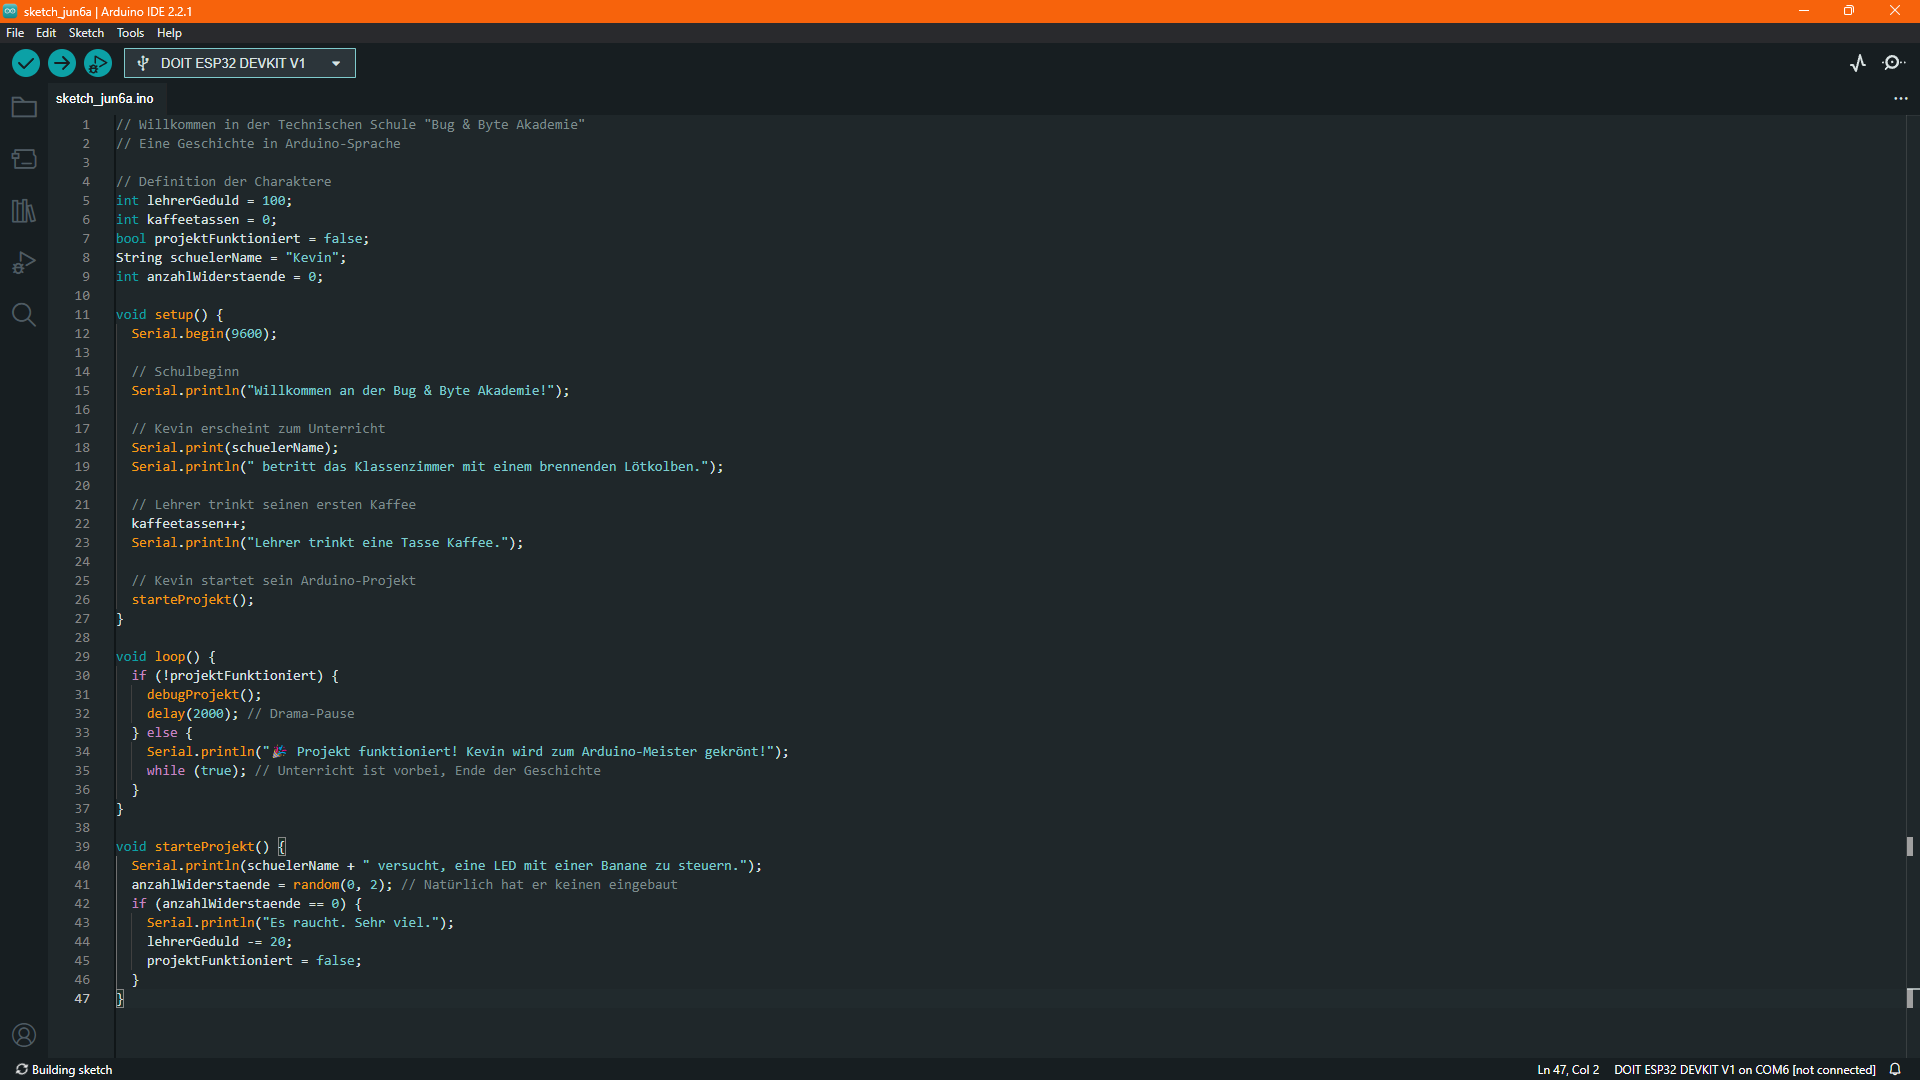 sketch_jun6a | Arduino IDE 2.2.1
File Edit Sketch Tools Help
DOIT ESP32 DEVKIT V1
sketch_jun6a.ino
1 // Willkommen in der Technischen Schule "Bug & Byte Akademie"
2 // Eine Geschichte in Arduino-Sprache
3
4 // Definition der Charaktere
5 int lehrerGeduld = 100;
6 int kaffeetassen = 0;
7 bool projektFunktioniert = false;
8 String schuelerName = "Kevin";
9 int anzahlWiderstaende = 0;
10
11 void setup() {
12 Serial.begin(9600);
13
14 // Schulbeginn
15 Serial.println("Willkommen an der Bug & Byte Akademie!");
16
17 // Kevin erscheint zum Unterricht
18 Serial.print(schuelerName);
19 Serial.println(" betritt das Klassenzimmer mit einem brennenden Lötkolben.");
20
21 // Lehrer trinkt seinen ersten Kaffee
22 kaffeetassen++;
23 Serial.println("Lehrer trinkt eine Tasse Kaffee.");
24
25 // Kevin startet sein Arduino-Projekt
26 starteProjekt();
27 }
28
29 void loop() {
30 if (!projektFunktioniert) {
31 debugProjekt();
32 delay(2000); // Drama-Pause
33 } else {
34 Serial.println("🎉 Projekt funktioniert! Kevin wird zum Arduino-Meister gekrönt!");
35 while (true); // Unterricht ist vorbei, Ende der Geschichte
36 }
37 }
38
39 void starteProjekt() {
40 Serial.println(schuelerName + " versucht, eine LED mit einer Banane zu steuern.");
41 anzahlWiderstaende = random(0, 2); // Natürlich hat er keinen eingebaut
42 if (anzahlWiderstaende == 0) {
43 Serial.println("Es raucht. Sehr viel.");
44 lehrerGeduld -= 20;
45 projektFunktioniert = false;
46 }
47 }
Building sketch
Ln 47, Col 2 DOIT ESP32 DEVKIT V1 on COM6 [not connected]